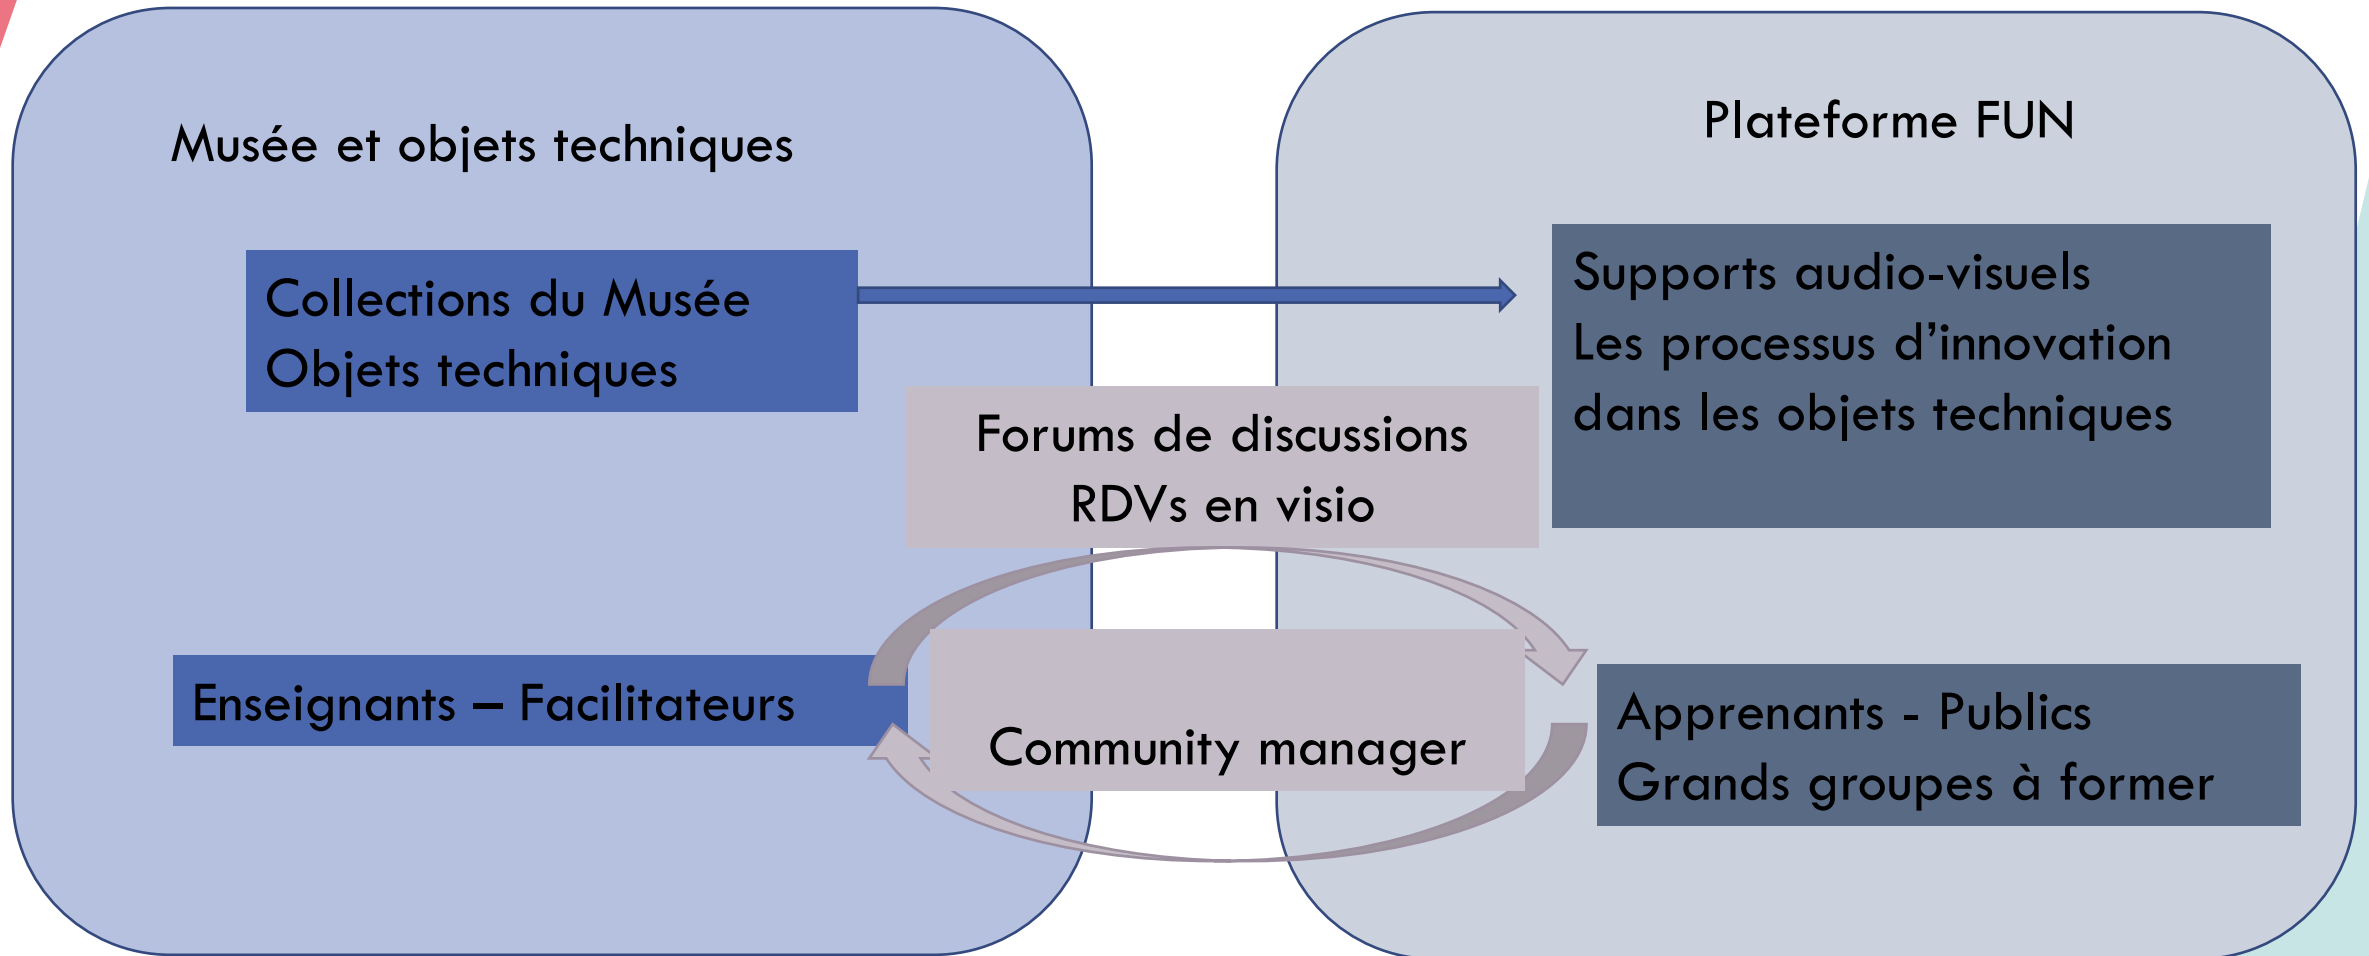 Musée et objets techniques
Collections du Musée
Objets techniques
Enseignants – Facilitateurs
Forums de discussions
RDVs en visio
Community manager
Plateforme FUN
Supports audio-visuels
Les processus d’innovation
dans les objets techniques
Apprenants - Publics
Grands groupes à former